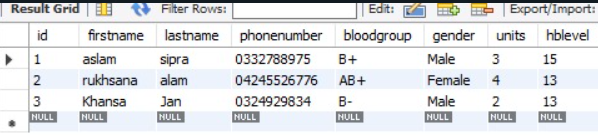 Result Grid Filter Rows: Edit: Export/Import:
id firstname lastname phonenumber bloodgroup gender units hblevel
1 aslam sipra 0332788975 B+ Male 3 15
2 rukhsana alam 04245526776 AB+ Female 4 13
3 Khansa Jan 0324929834 B- Male 2 13
NULL NULL NULL NULL NULL NULL NULL NULL